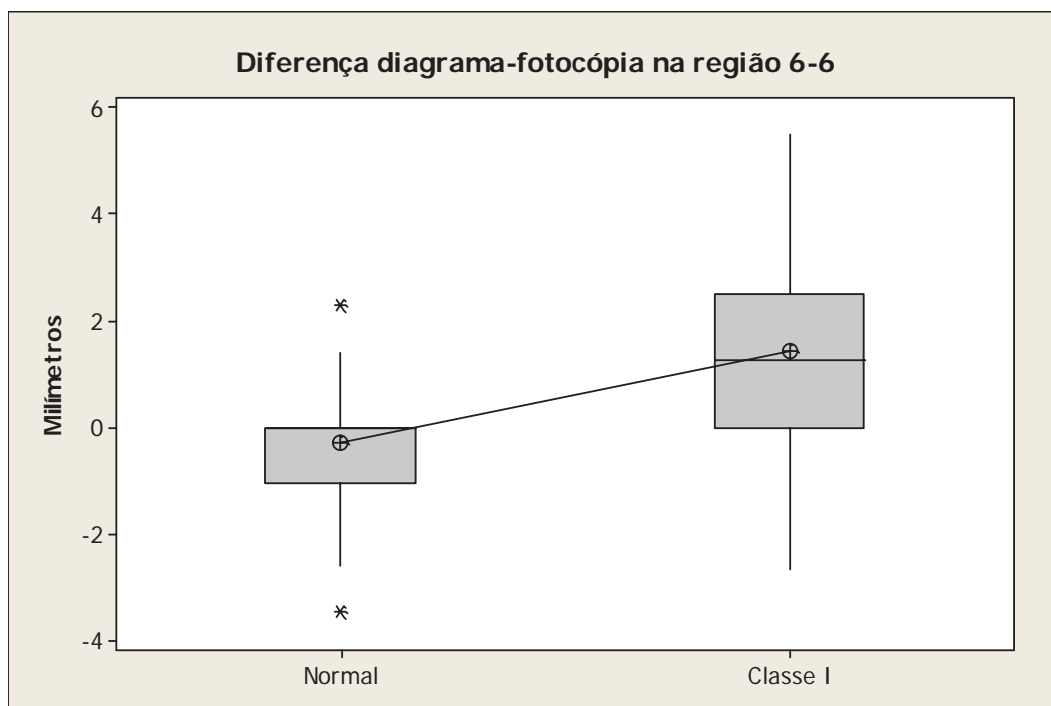 Diferença diagrama-fotocópia na região 6-6
Milímetros
6
4
2
0
-2
-4
Normal
Classe I